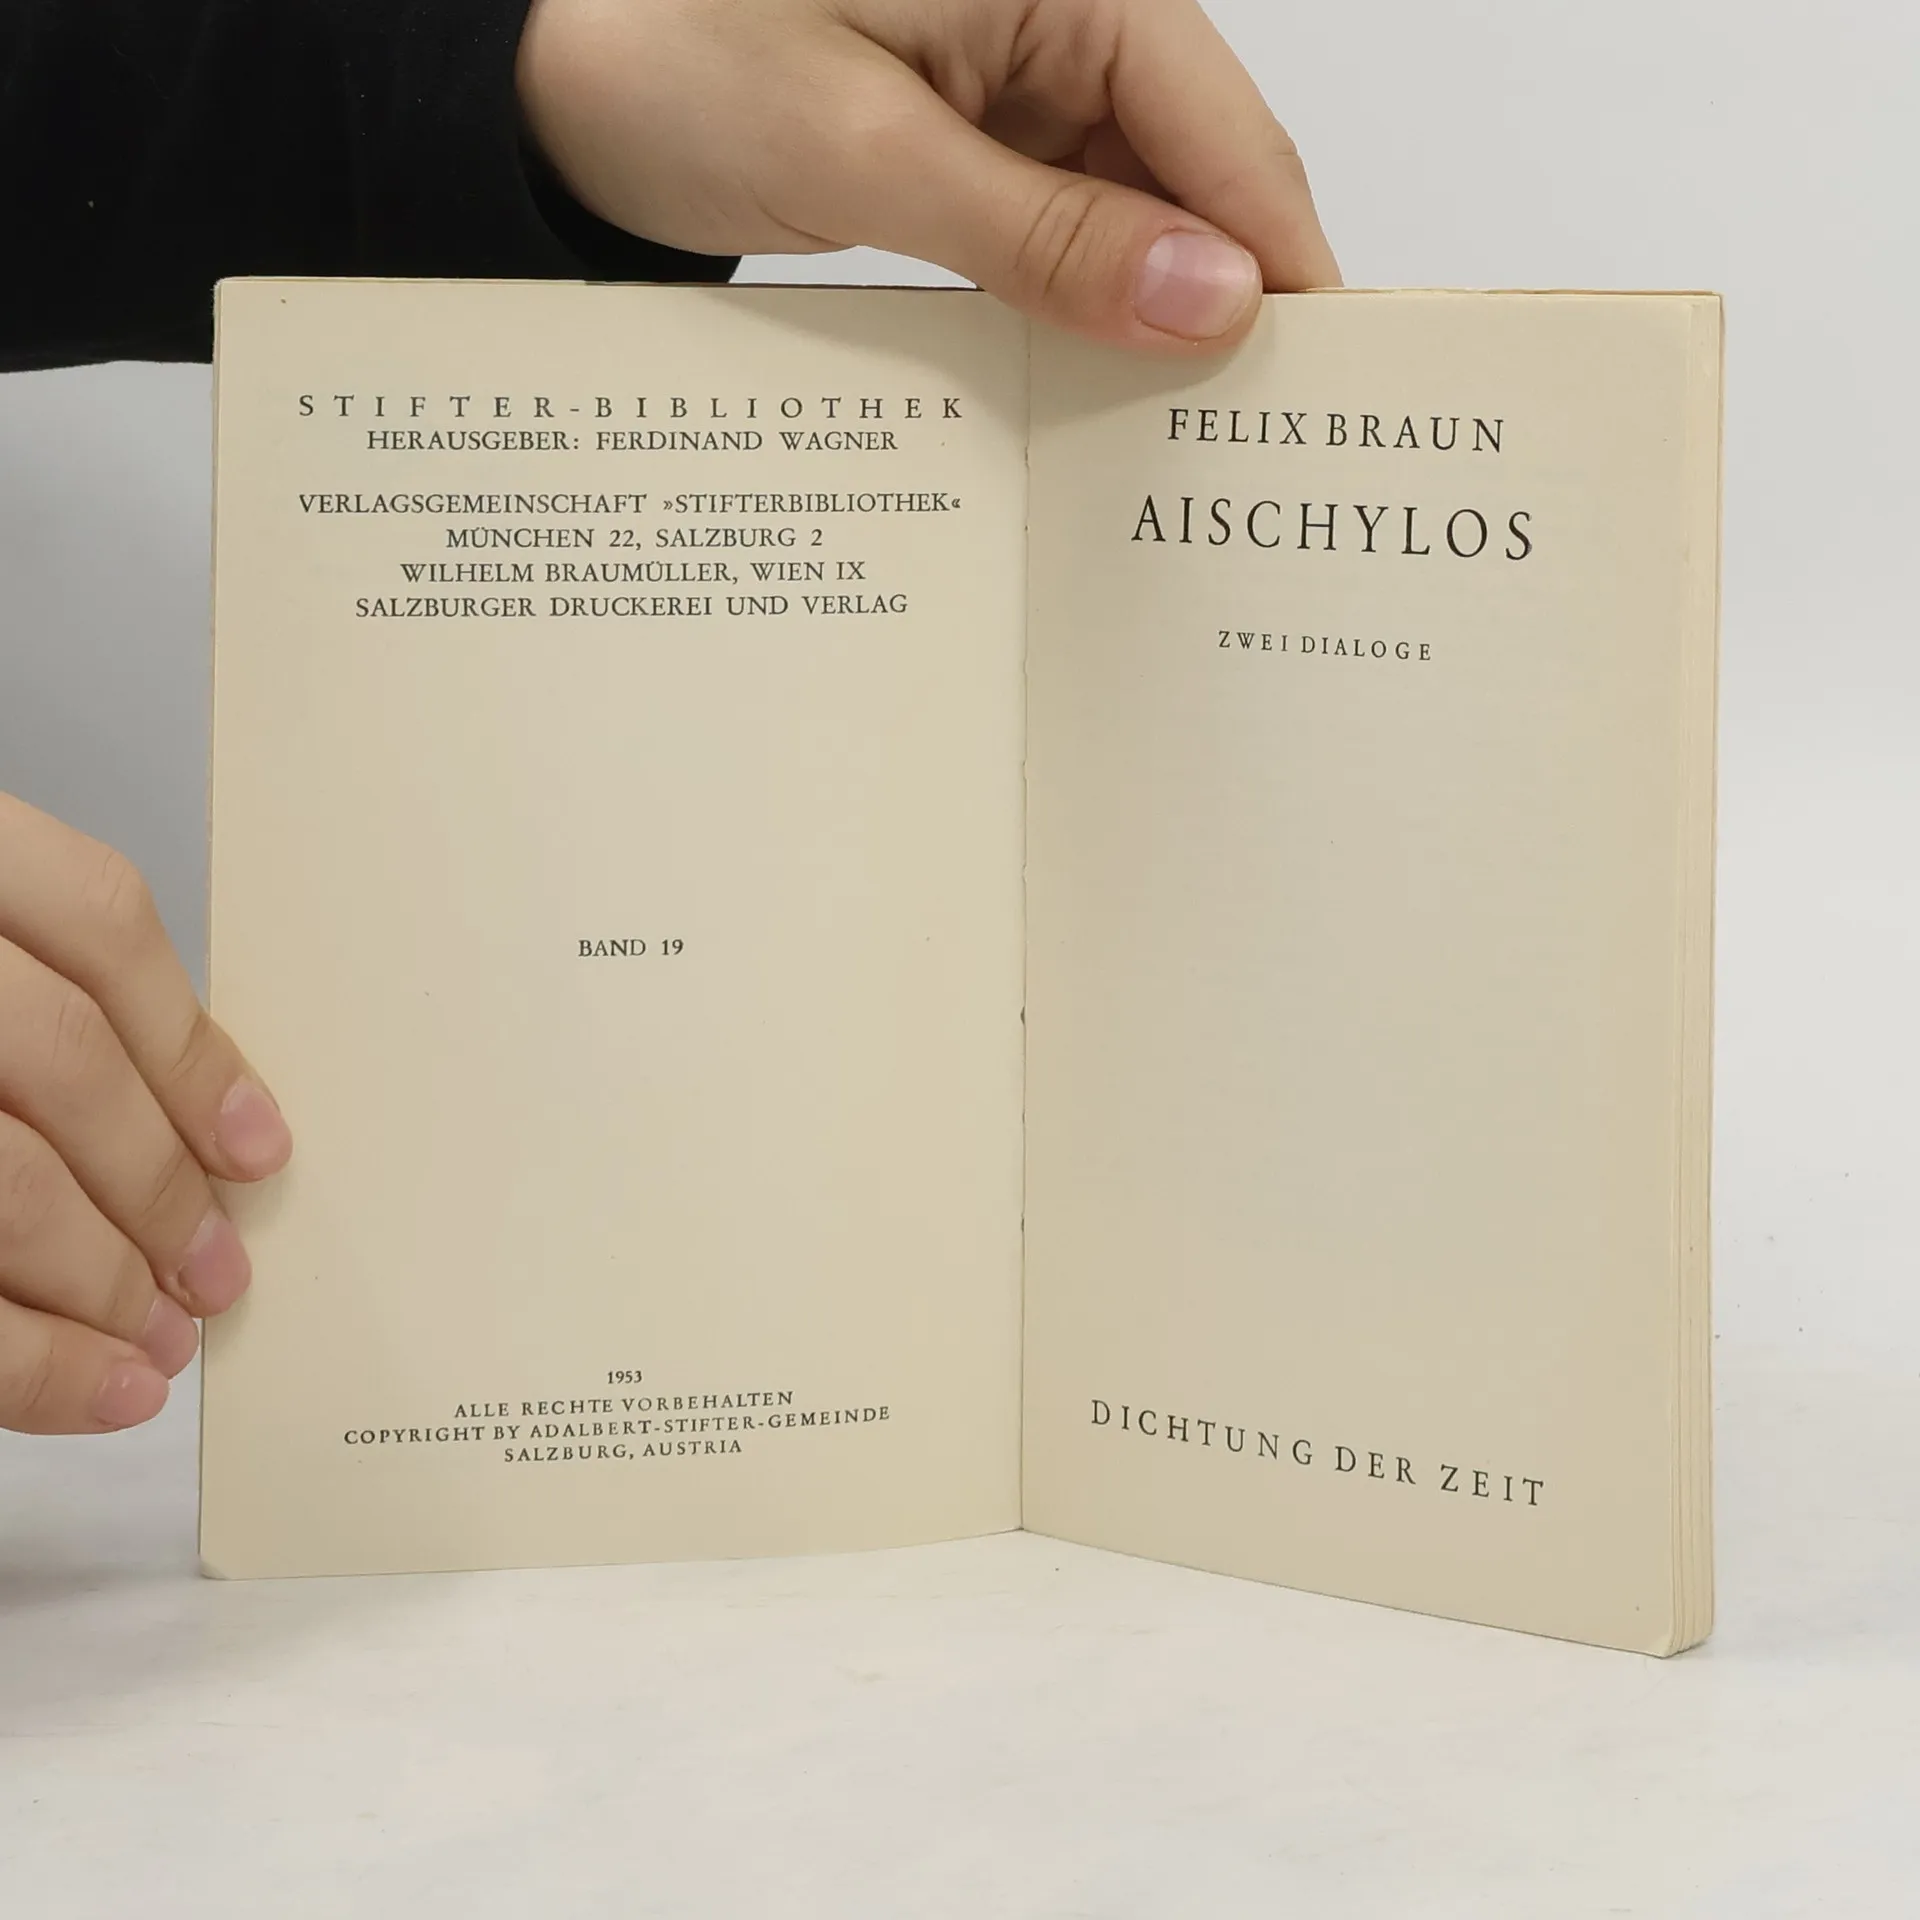 STIFTER-BIBLIOTHEK
HERAUSGEBER: FERDINAND WAGNER
VERLAGSGEMEINSCHAFT »STIFTERBIBLIOTHEK«
MÜNCHEN 22, SALZBURG 2
WILHELM BRAUMÜLLER, WIEN IX
SALZBURGER DRUCKEREI UND VERLAG
BAND 19
1953
ALLE RECHTE VORBEHALTEN
COPYRIGHT BY ADALBERT-STIFTER-GEMEINDE
SALZBURG, AUSTRIA
FELIX BRAUN
AISCHYLOS
ZWEI DIALOGE
DICHTUNG DER ZEIT